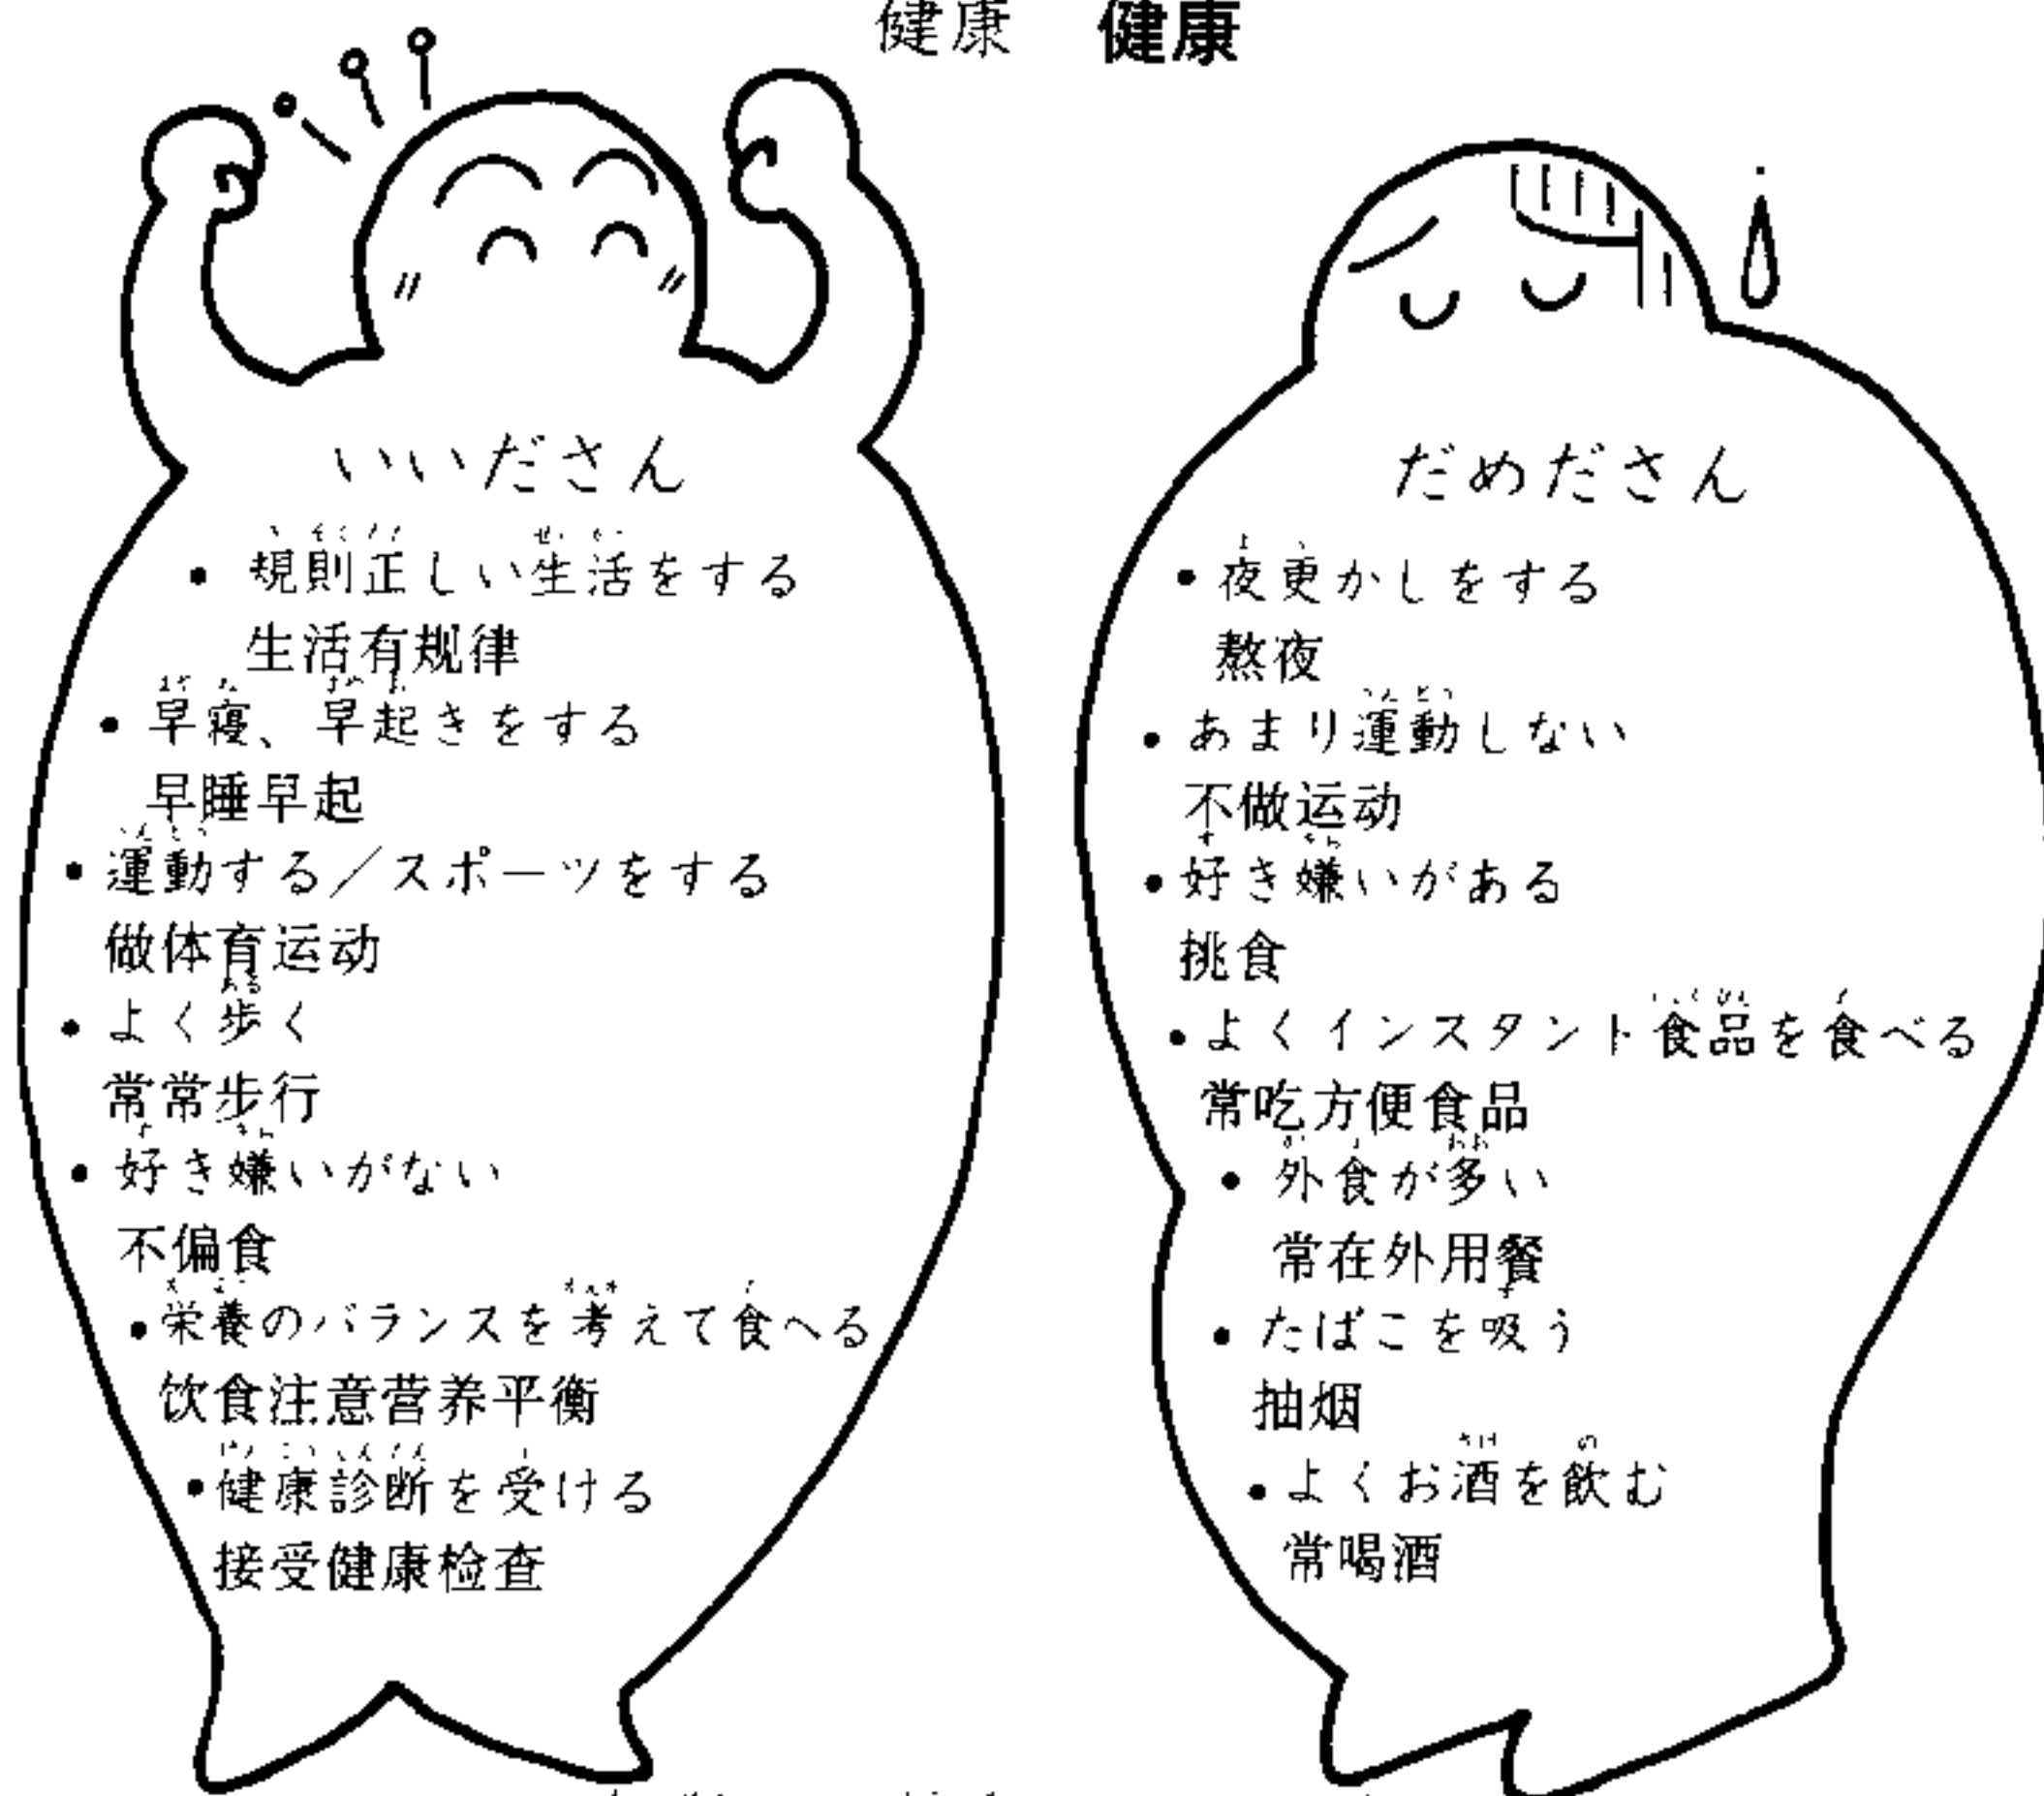 健康 健康
いいださん
・規則正しい生活をする
生活有规律
・早寝、早起きをする
早睡早起
・運動する／スポーツをする
做体育运动
・よく歩く
常常步行
・好き嫌いがない
不偏食
・栄養のバランスを考えて食べる
饮食注意营养平衡
・健康診断を受ける
接受健康检查
だめださん
・夜更かしをする
熬夜
・あまり運動しない
不做运动
・好き嫌いがある
挑食
・よくインスタント食品を食べる
常吃方便食品
・外食が多い
常在外用餐
・たばこを吸う
抽烟
・よくお酒を飲む
常喝酒